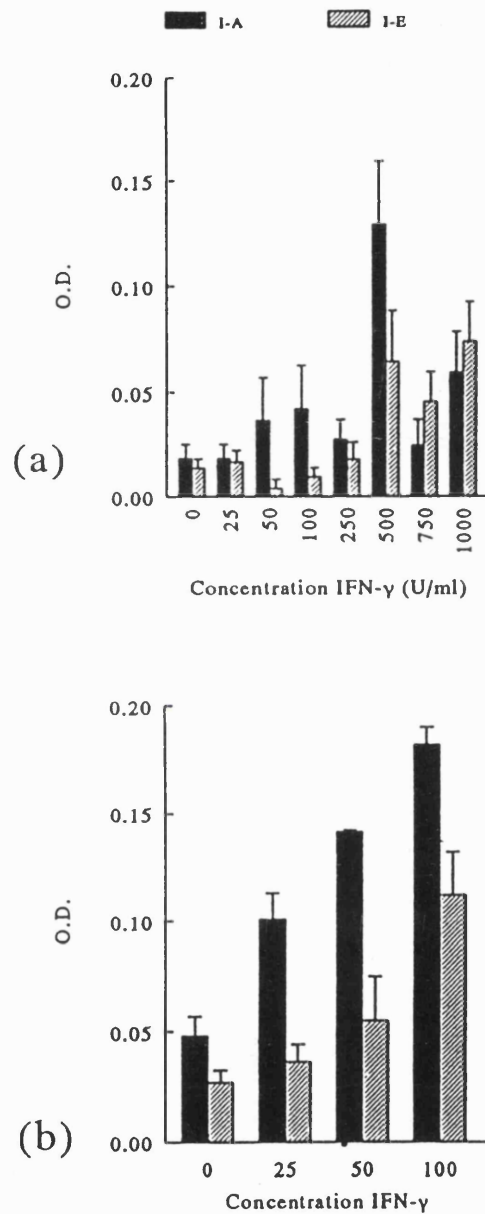 I-A I-E
0.20
0.15
0.10
0.05
0.00
O.D.
(a)
0 25 50 100 250 500 750 1000
Concentration IFN-γ (U/ml)
0.20
0.15
0.10
0.05
0.00
O.D.
(b)
0 25 50 100
Concentration IFN-γ